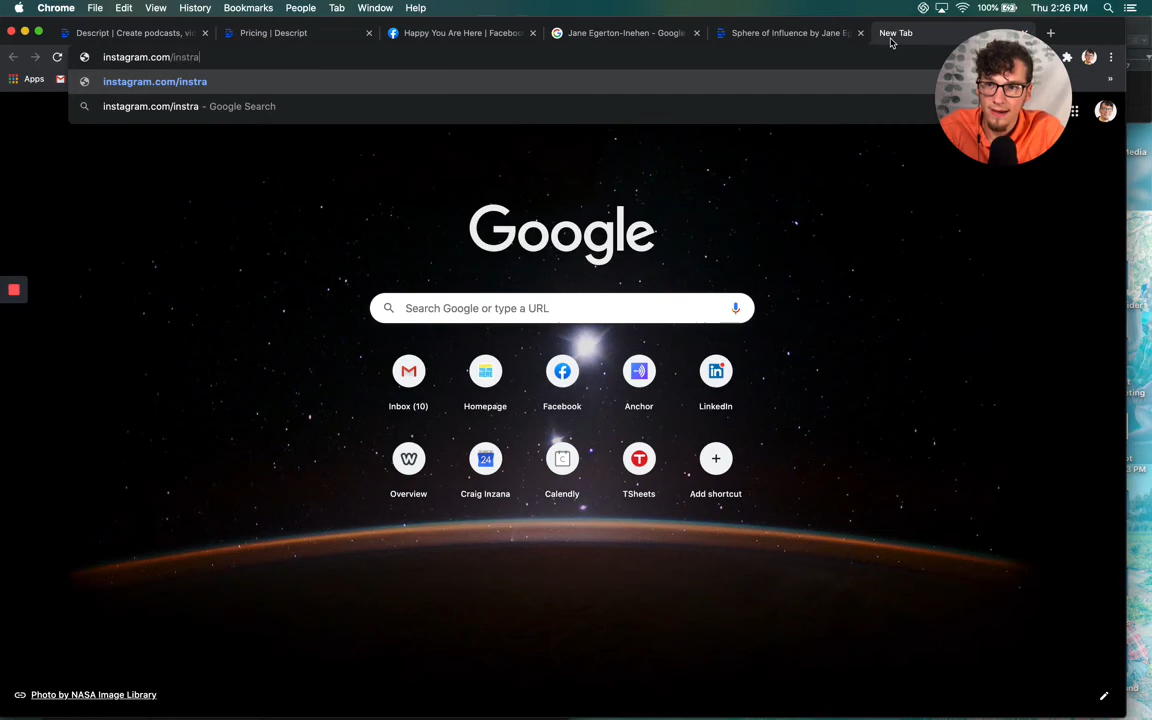 Chrome File Edit View History Bookmarks People Tab Window Help 100% Thu 2:26 PM
Descript | Create podcasts, vi Pricing | Descript Happy You Are Here | Faceboo Jane Egerton-Inehen - Google Sphere of Influence by Jane Eg New Tab
instagram.com/instra
Apps
instagram.com/instra
instagram.com/instra - Google Search
Google
Search Google or type a URL
Inbox (10) Homepage Facebook Anchor LinkedIn
Overview Craig Inzana Calendly TSheets Add shortcut
Photo by NASA Image Library